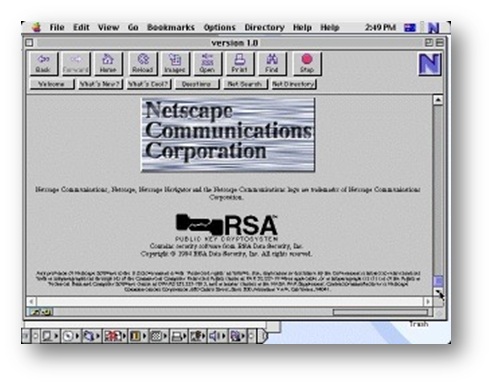 File Edit View Go Bookmarks Options Directory Help Help 2:49 PM
version 1.0
Back Forward Home Reload Images Open Print Find Stop
Welcome What's New? What's Cool? Questions Net Search Net Directory
N
Netscape
Communications
Corporation
Netscape Communications, Netscape, Netscape Navigator and the Netscape Communications logo are trademarks of Netscape Communications
Corporation.
RSA
PUBLIC KEY CRYPTOSYSTEM
Contains security software from RSA Data Security, Inc.
Copyright © 1994 RSA Data Security, Inc. All rights reserved.
Trash